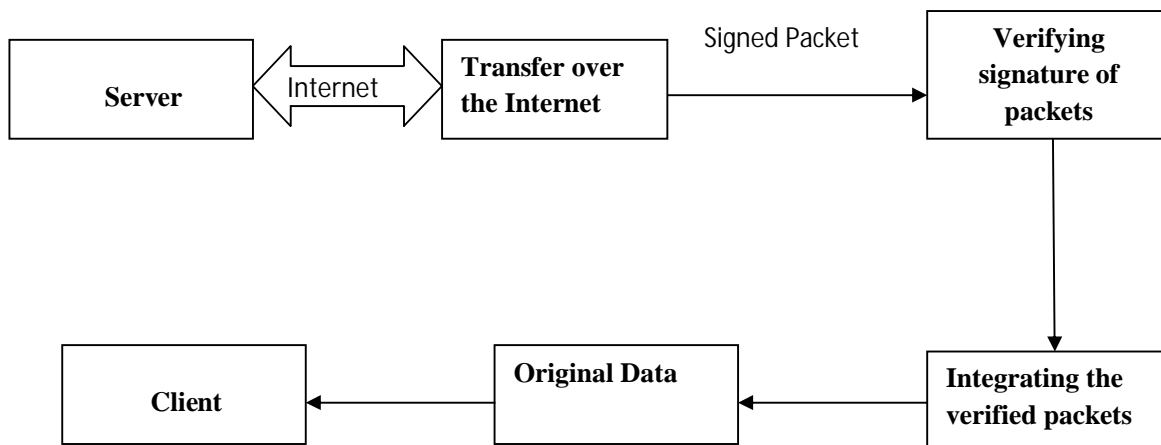 Server
Internet
Transfer over
the Internet
Signed Packet
Verifying
signature of
packets
Client
Original Data
Integrating the
verified packets